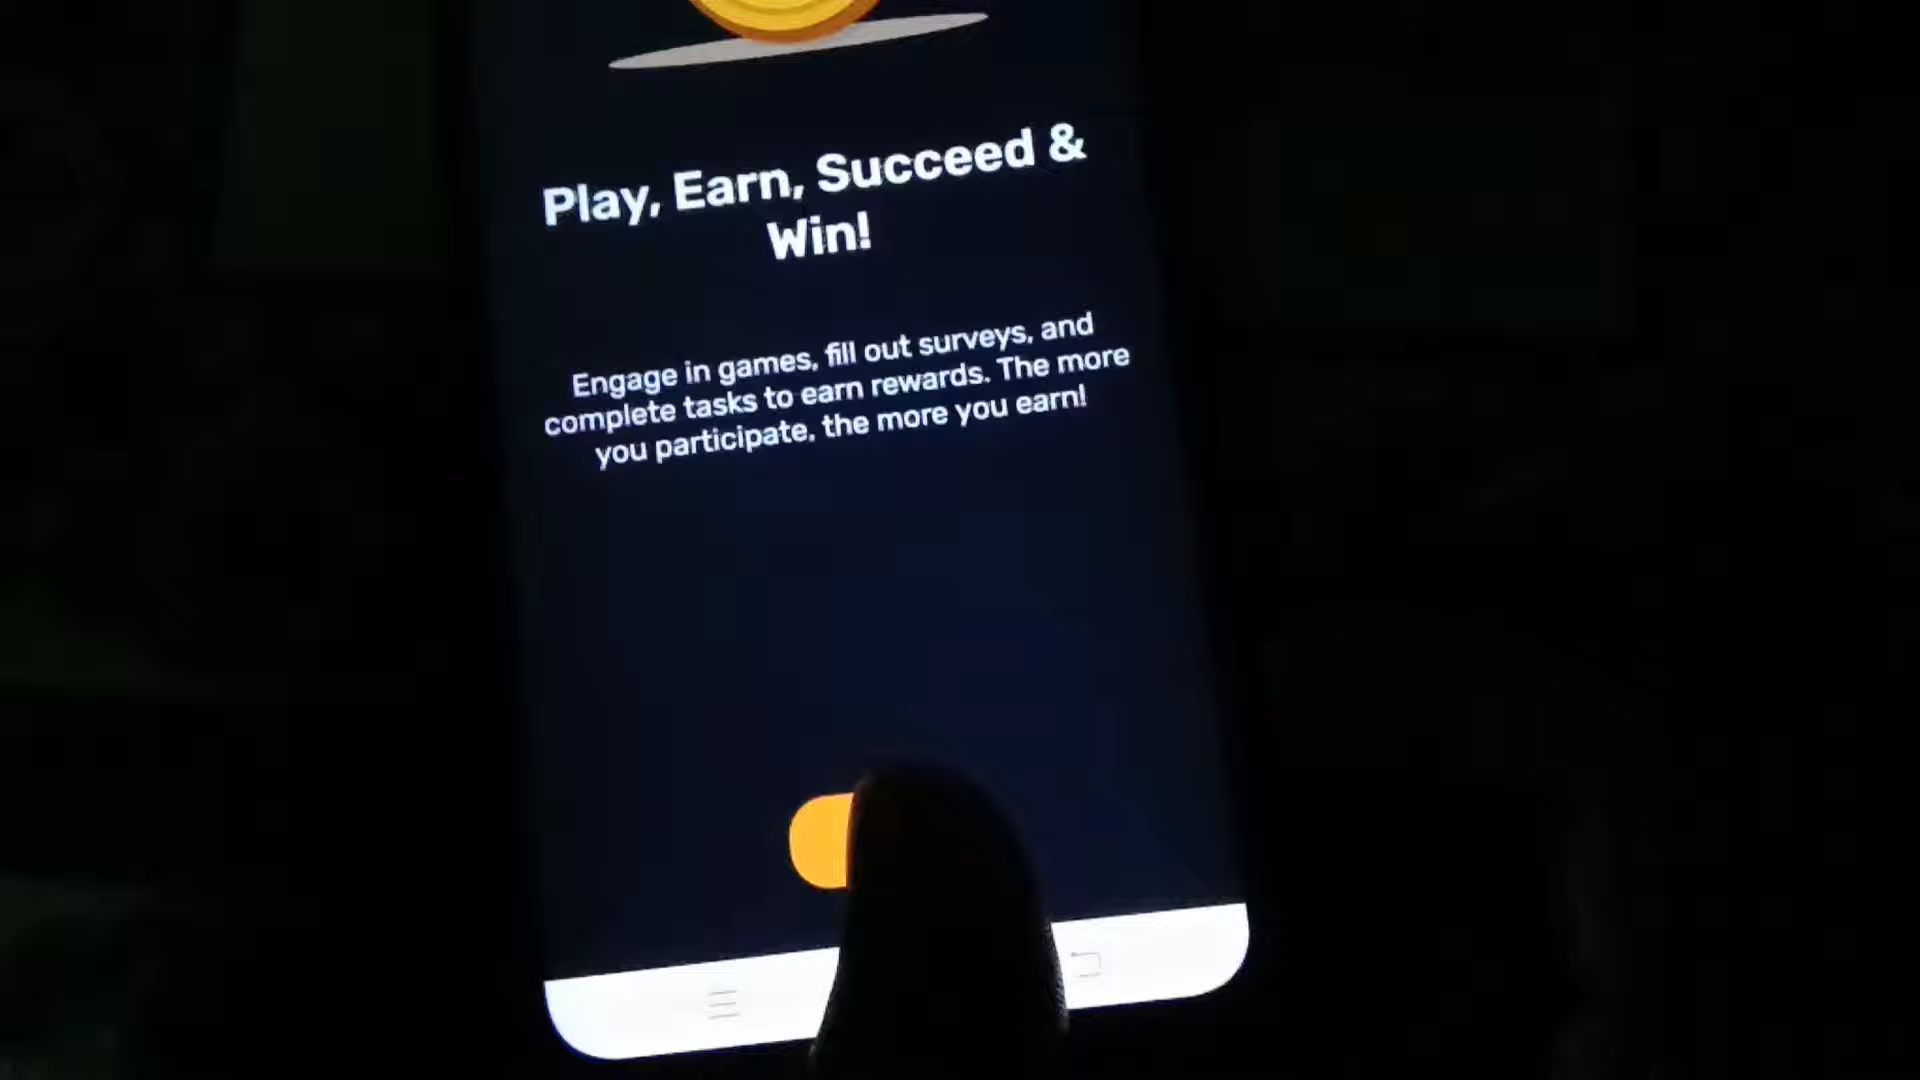 Play, Earn, Succeed &
Win!
Engage in games, fill out surveys, and
complete tasks to earn rewards. The more
you participate, the more you earn!